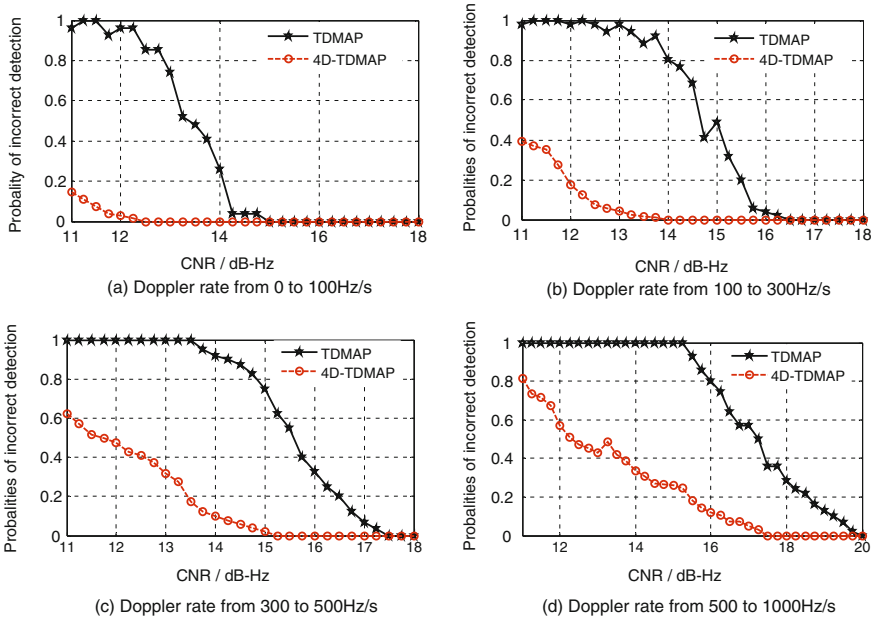 Probality of incorrect detection
1
0.8
0.6
0.4
0.2
0
TDMAP
4D-TDMAP
11 12 14 16 18
CNR / dB-Hz
(a) Doppler rate from 0 to 100Hz/s
Probalities of incorrect detection
1
0.8
0.6
0.4
0.2
0
TDMAP
4D-TDMAP
11 12 13 14 15 16 17 18
CNR / dB-Hz
(b) Doppler rate from 100 to 300Hz/s
Probalities of incorrect detection
1
0.8
0.6
0.4
0.2
0
TDMAP
4D-TDMAP
11 12 13 14 15 16 17 18
CNR / dB-Hz
(c) Doppler rate from 300 to 500Hz/s
Probalities of incorrect detection
1
0.8
0.6
0.4
0.2
0
TDMAP
4D-TDMAP
12 14 16 18 20
CNR / dB-Hz
(d) Doppler rate from 500 to 1000Hz/s